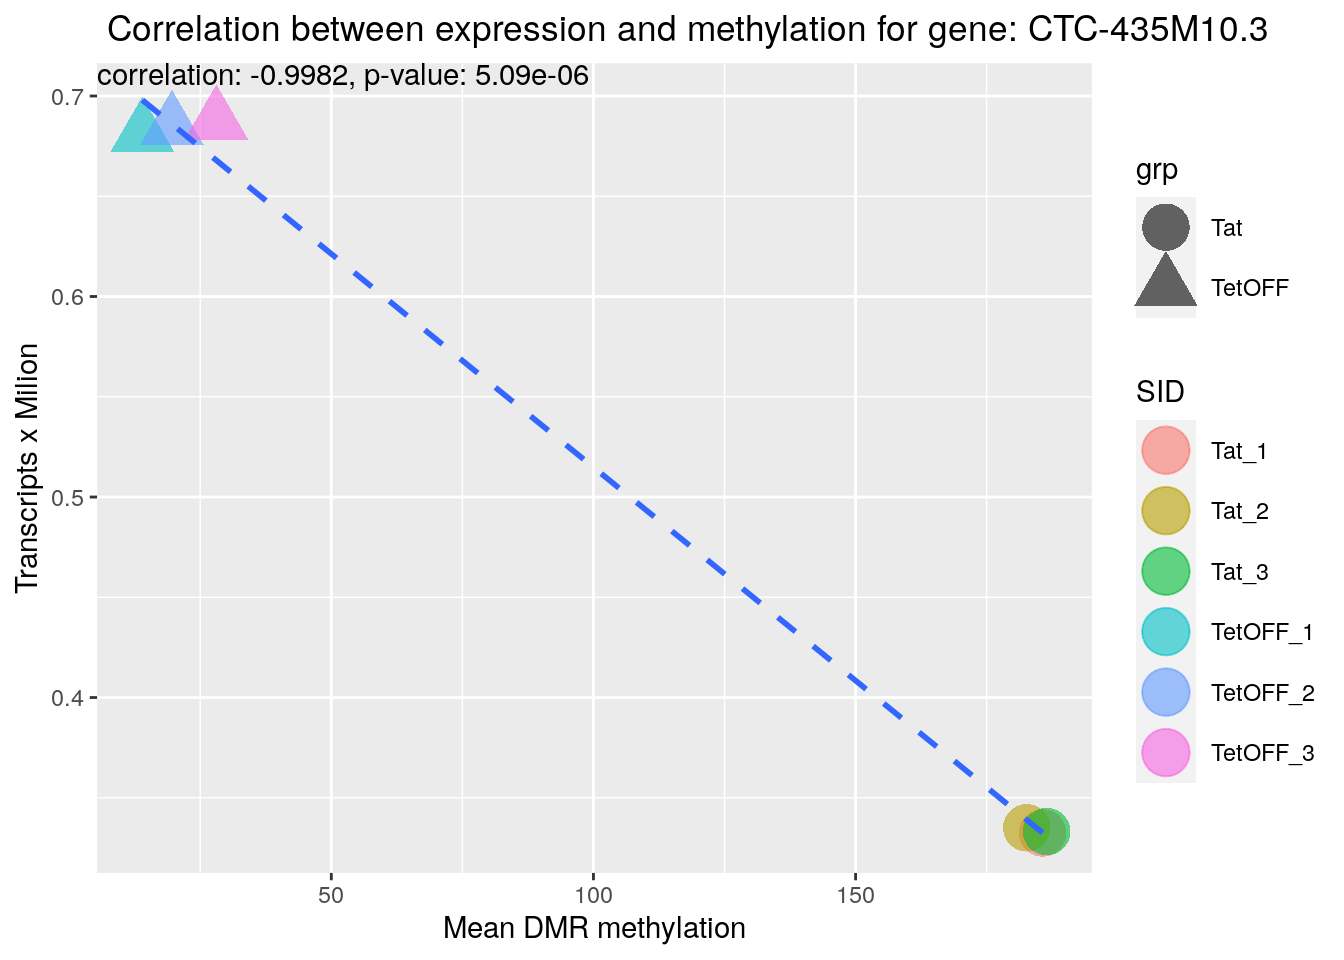 Correlation between expression and methylation for gene: CTC-435M10.3
correlation: -0.9982, p-value: 5.09e-06
0.7
0.6
0.5
0.4
Transcripts x Milion
50 100 150
Mean DMR methylation
grp
Tat
TetOFF
SID
Tat_1
Tat_2
Tat_3
TetOFF_1
TetOFF_2
TetOFF_3